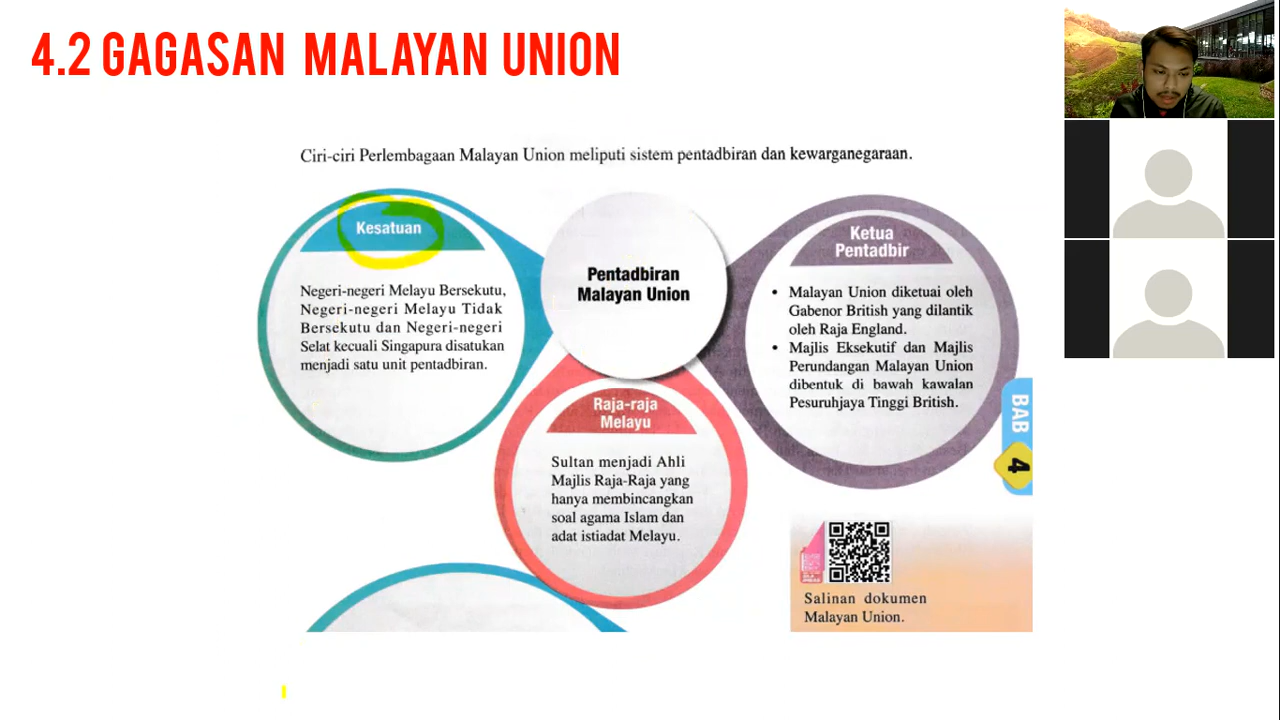 4.2 GAGASAN MALAYAN UNION
Ciri-ciri Perlembagaan Malayan Union meliputi sistem pentadbiran dan kewarganegaraan.
Kesatuan
Negeri-negeri Melayu Bersekutu,
Negeri-negeri Melayu Tidak
Bersekutu dan Negeri-negeri
Selat kecuali Singapura disatukan
menjadi satu unit pentadbiran.
Pentadbiran
Malayan Union
Ketua
Pentadbir
• Malayan Union diketuai oleh
Gabenor British yang dilantik
oleh Raja England.
• Majlis Eksekutif dan Majlis
Perundangan Malayan Union
dibentuk di bawah kawalan
Pesuruhjaya Tinggi British.
Raja-raja
Melayu
Sultan menjadi Ahli
Majlis Raja-Raja yang
hanya membincangkan
soal agama Islam dan
adat istiadat Melayu.
BAB
4
Salinan dokumen
Malayan Union.